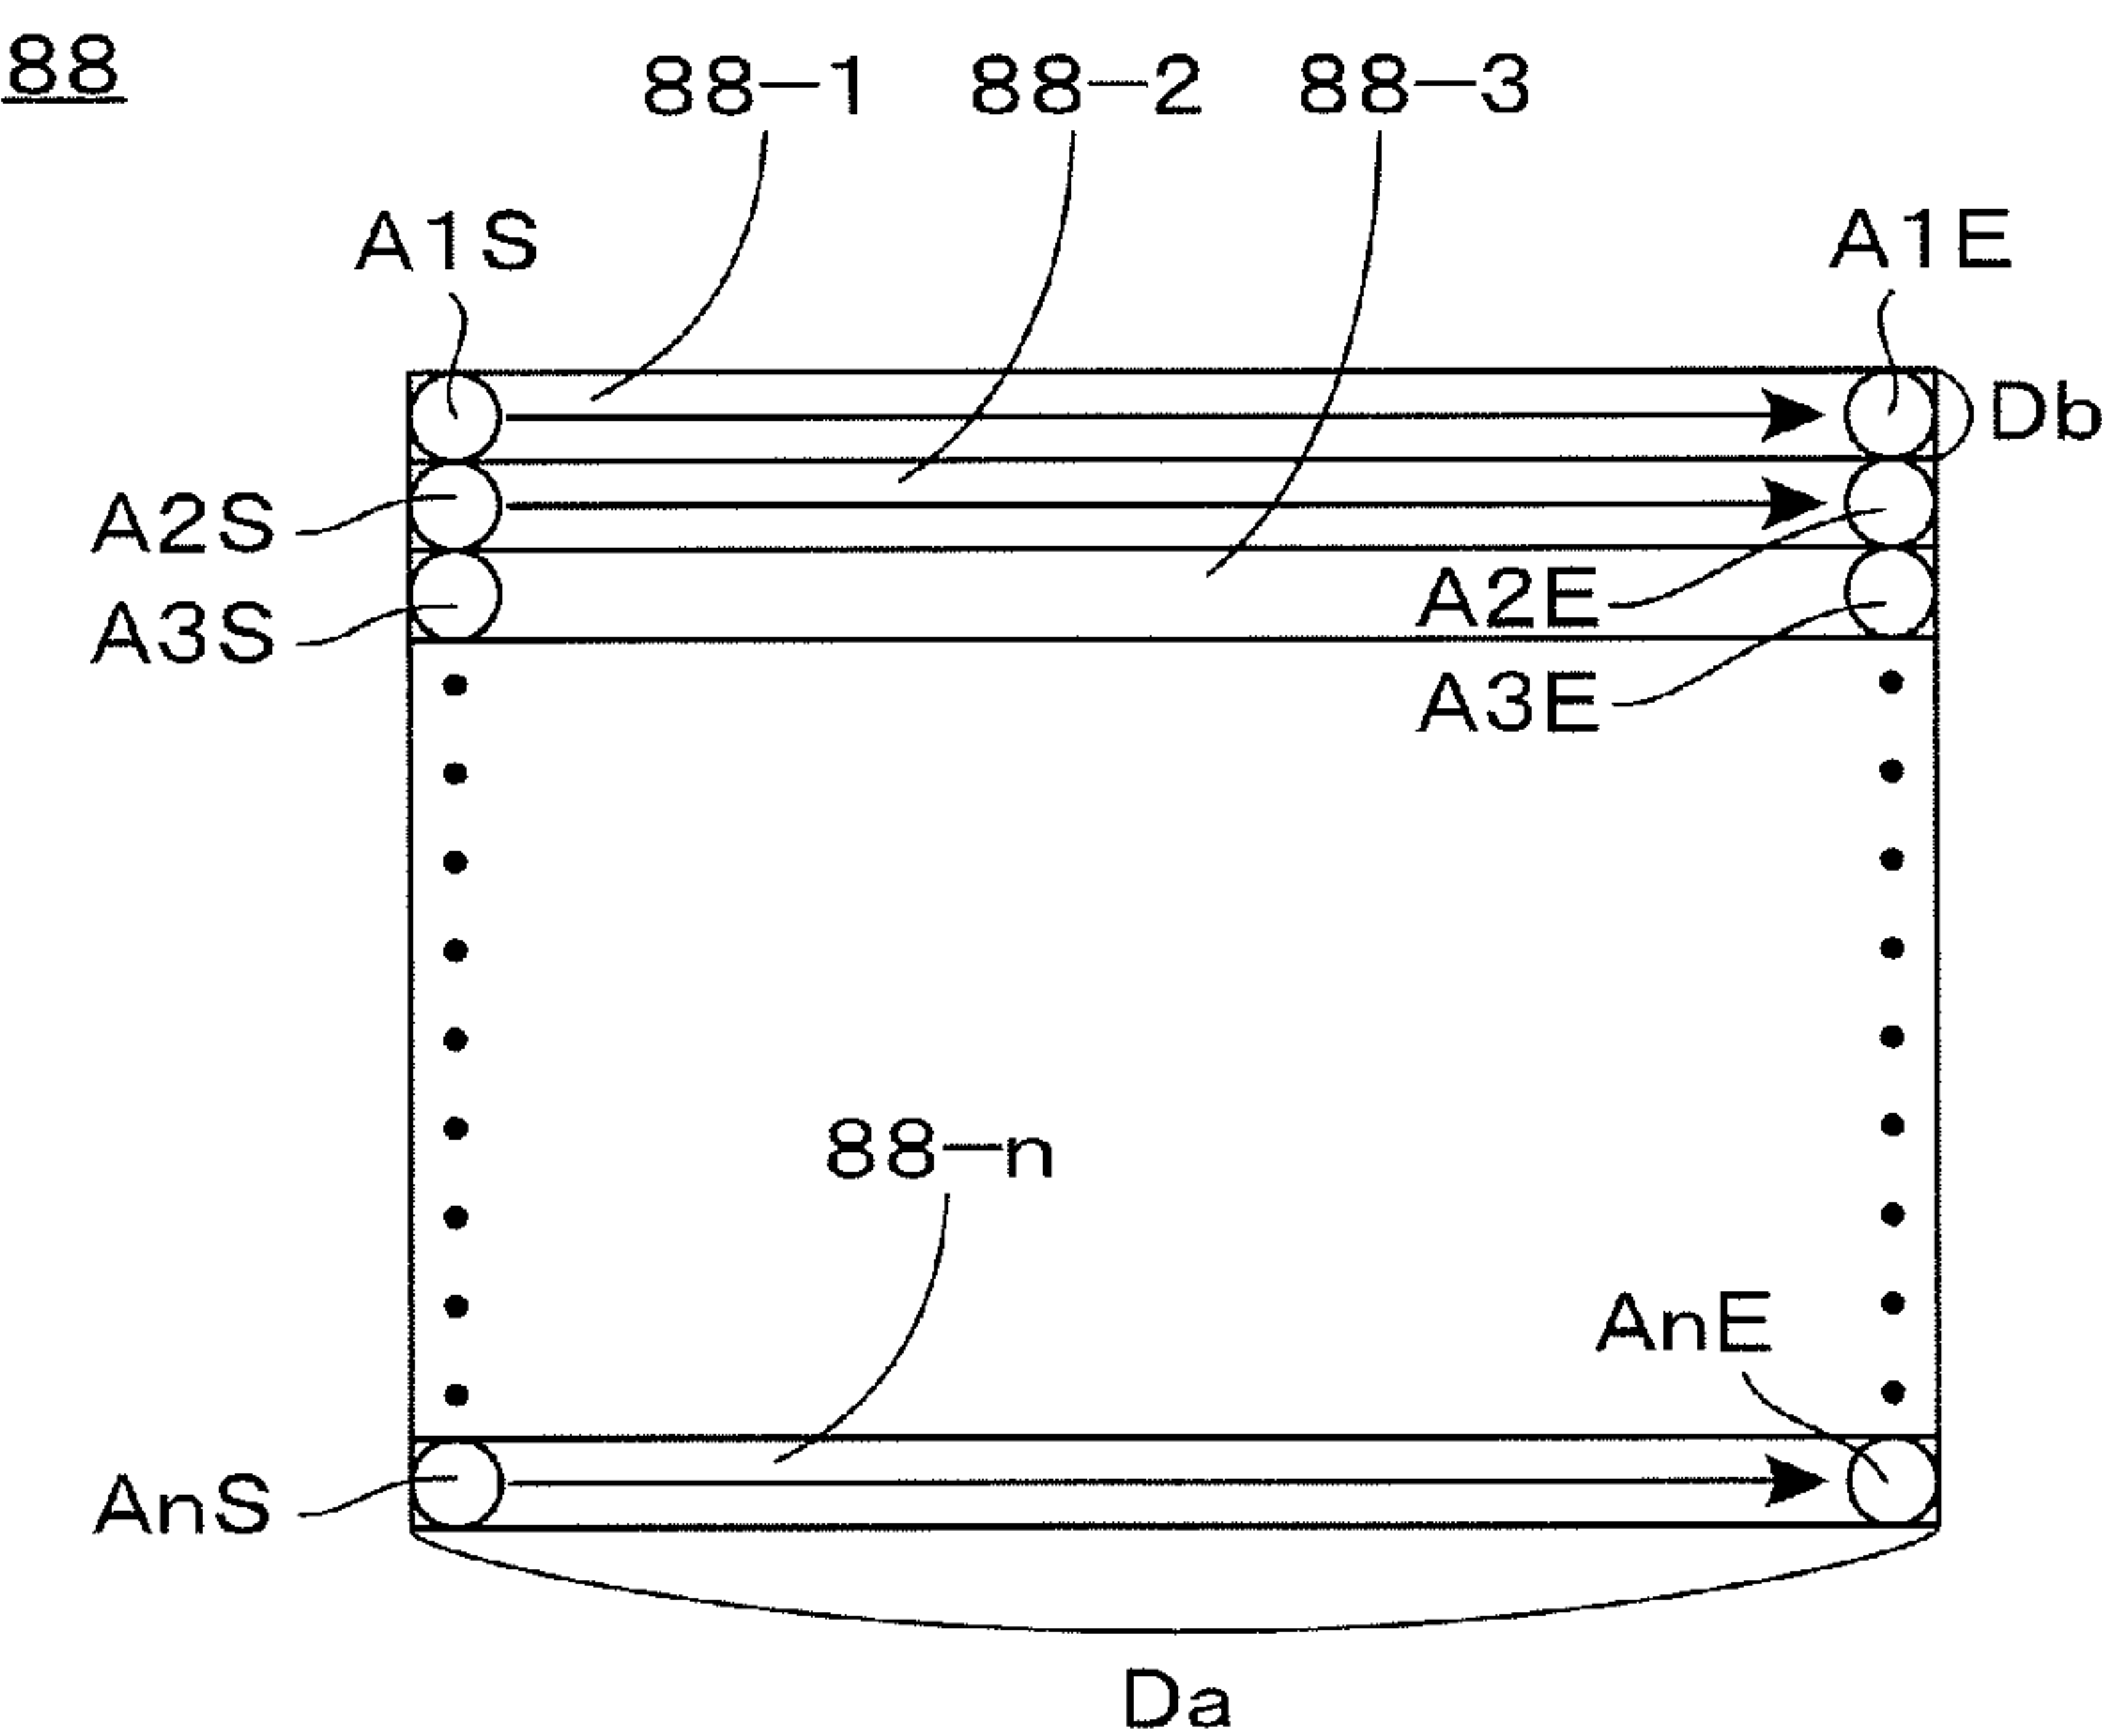 88
88-1 88-2 88-3
A1S A1E
Db
A2S
A2E
A3S
A3E
88-n
AnE
AnS
Da